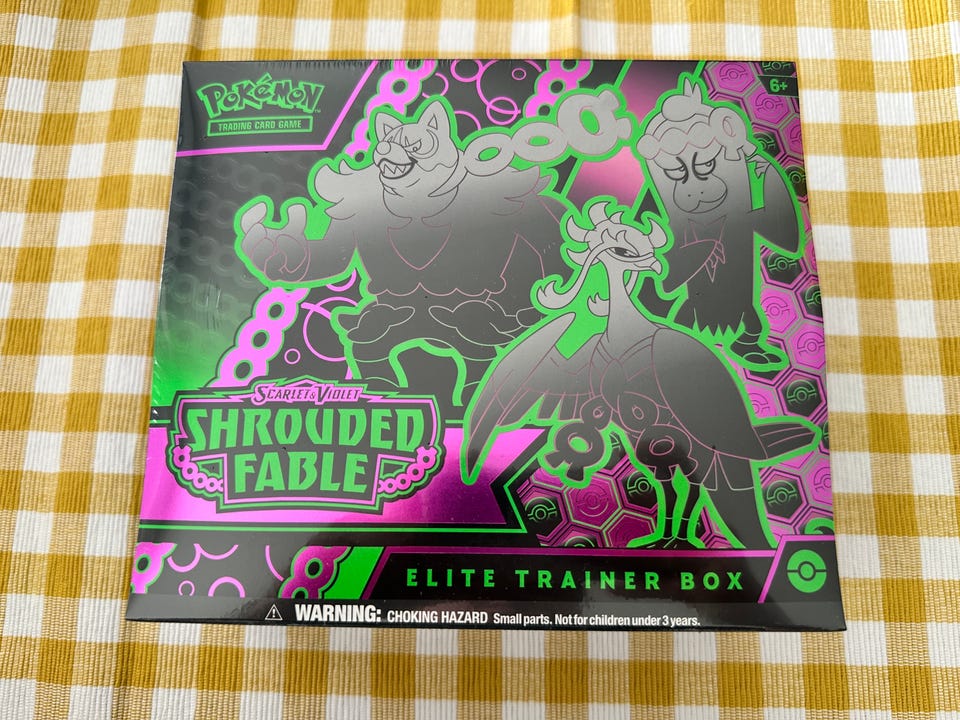 POKéMON
TRADING CARD GAME
6+
SCARLET & VIOLET
SHROUDED
FABLE
ELITE TRAINER BOX
WARNING: CHOKING HAZARD Small parts. Not for children under 3 years.